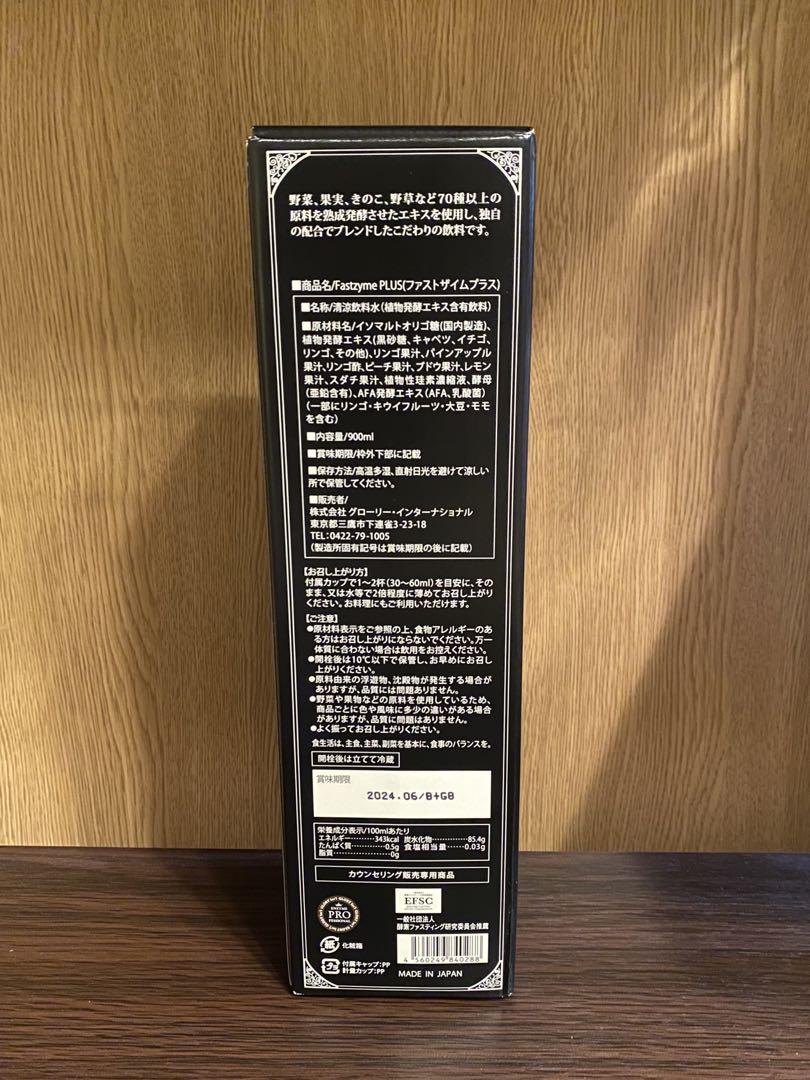 野菜、果実、きのこ、野草など70種以上の
原料を熟成発酵させたエキスを使用し、独自
の配合でブレンドしたこだわりの飲料です。
■商品名/Fastzyme PLUS(ファストザイムプラス)
■名称/清涼飲料水(植物発酵エキス含有飲料)
■原材料名/イソマルトオリゴ糖(国内製造)、
植物発酵エキス(黒砂糖、キャベツ、イチゴ、
リンゴ、その他)、リンゴ果汁、パインアップル
果汁、リンゴ酢、ピーチ果汁、ブドウ果汁、レモン
果汁、スダチ果汁、植物性珪素濃縮液、酵母
(亜鉛含有)、AFA発酵エキス(AFA、乳酸菌)
(一部にリンゴ・キウイフルーツ・大豆・モモ
を含む)
■内容量/900ml
■賞味期限/枠外下部に記載
■保存方法/高温多湿、直射日光を避けて涼しい
所で保管してください。
■販売者/
株式会社 グローリー・インターナショナル
東京都三鷹市下連雀3-23-18
TEL:0422-79-1005
(製造所固有記号は賞味期限の後に記載)
【お召し上がり方】
付属カップで1〜2杯(30〜60ml)を目安に、その
まま、又は水等で2倍程度に薄めてお召し上がり
ください。お料理にもご利用いただけます。
【ご注意】
●原材料表示をご参照の上、食物アレルギーのあ
る方はお召し上がりにならないでください。万一
体質に合わない場合は飲用をお控えください。
●開栓後は10℃以下で保管し、お早めにお召し
上がりください。
●原料由来の浮遊物、沈殿物が発生する場合が
ありますが、品質には問題ありません。
●野菜や果物などの原料を使用しているため、
商品ごとに色や風味に多少の違いがある場合
がありますが、品質に問題はありません。
●よく振ってお召し上がりください。
食生活は、主食、主菜、副菜を基本に、食事のバランスを。
開栓後は立てて冷蔵
賞味期限
2024.06/B+GB
栄養成分表示/100mlあたり
エネルギー………343kcal 炭水化物…………85.4g
たんぱく質…………0.5g 食塩相当量……0.03g
脂質…………………0g
カウンセリング販売専用商品
ENZYME
PRO
FESSIONAL
EFSC
一般社団法人
酵素ファスティング研究委員会推薦
紙 化粧箱
プラ 付属キャップ:PP
計量カップ:PP
4 560249 840288
MADE IN JAPAN